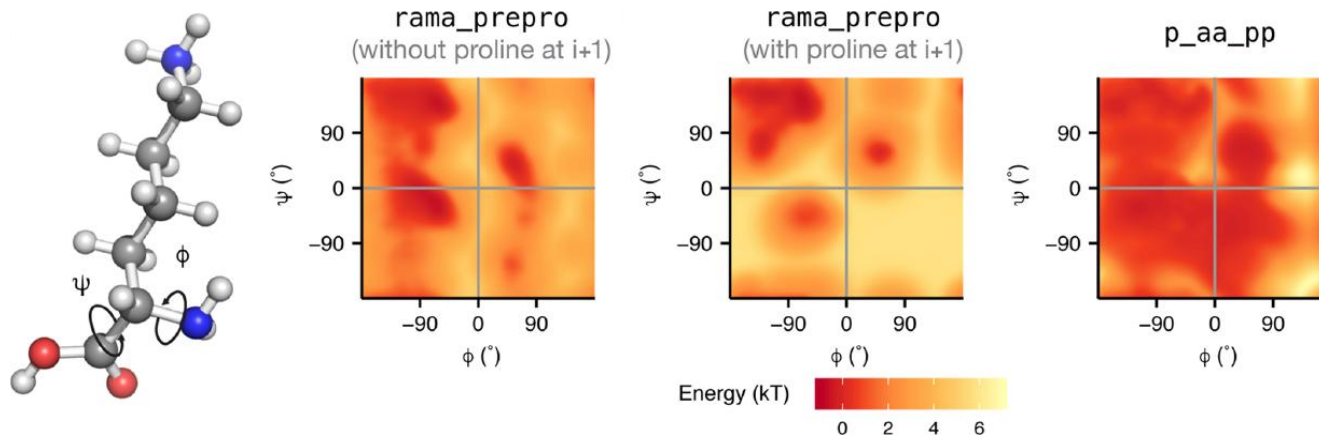 rama_prepro
(without proline at i+1)
rama_prepro
(with proline at i+1)
p_aa_pp
ψ
ϕ
ψ (°)
90
0
−90
−90
0
90
ϕ (°)
ψ (°)
90
0
−90
−90
0
90
ϕ (°)
ψ (°)
90
0
−90
−90
0
90
ϕ (°)
Energy (kT)
0
2
4
6